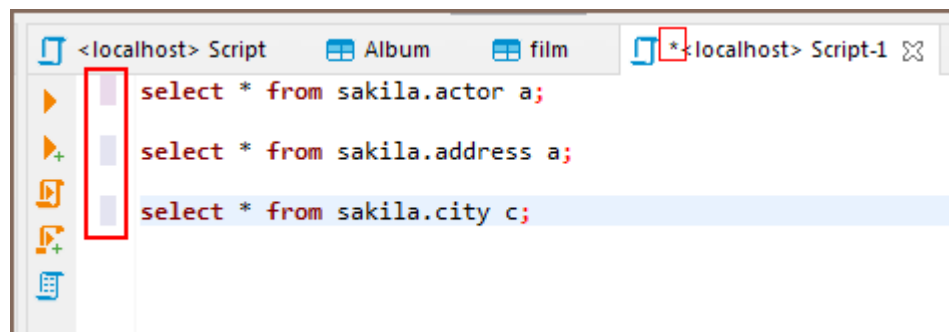 <localhost> Script Album film *<localhost> Script-1
select * from sakila.actor a;
select * from sakila.address a;
select * from sakila.city c;